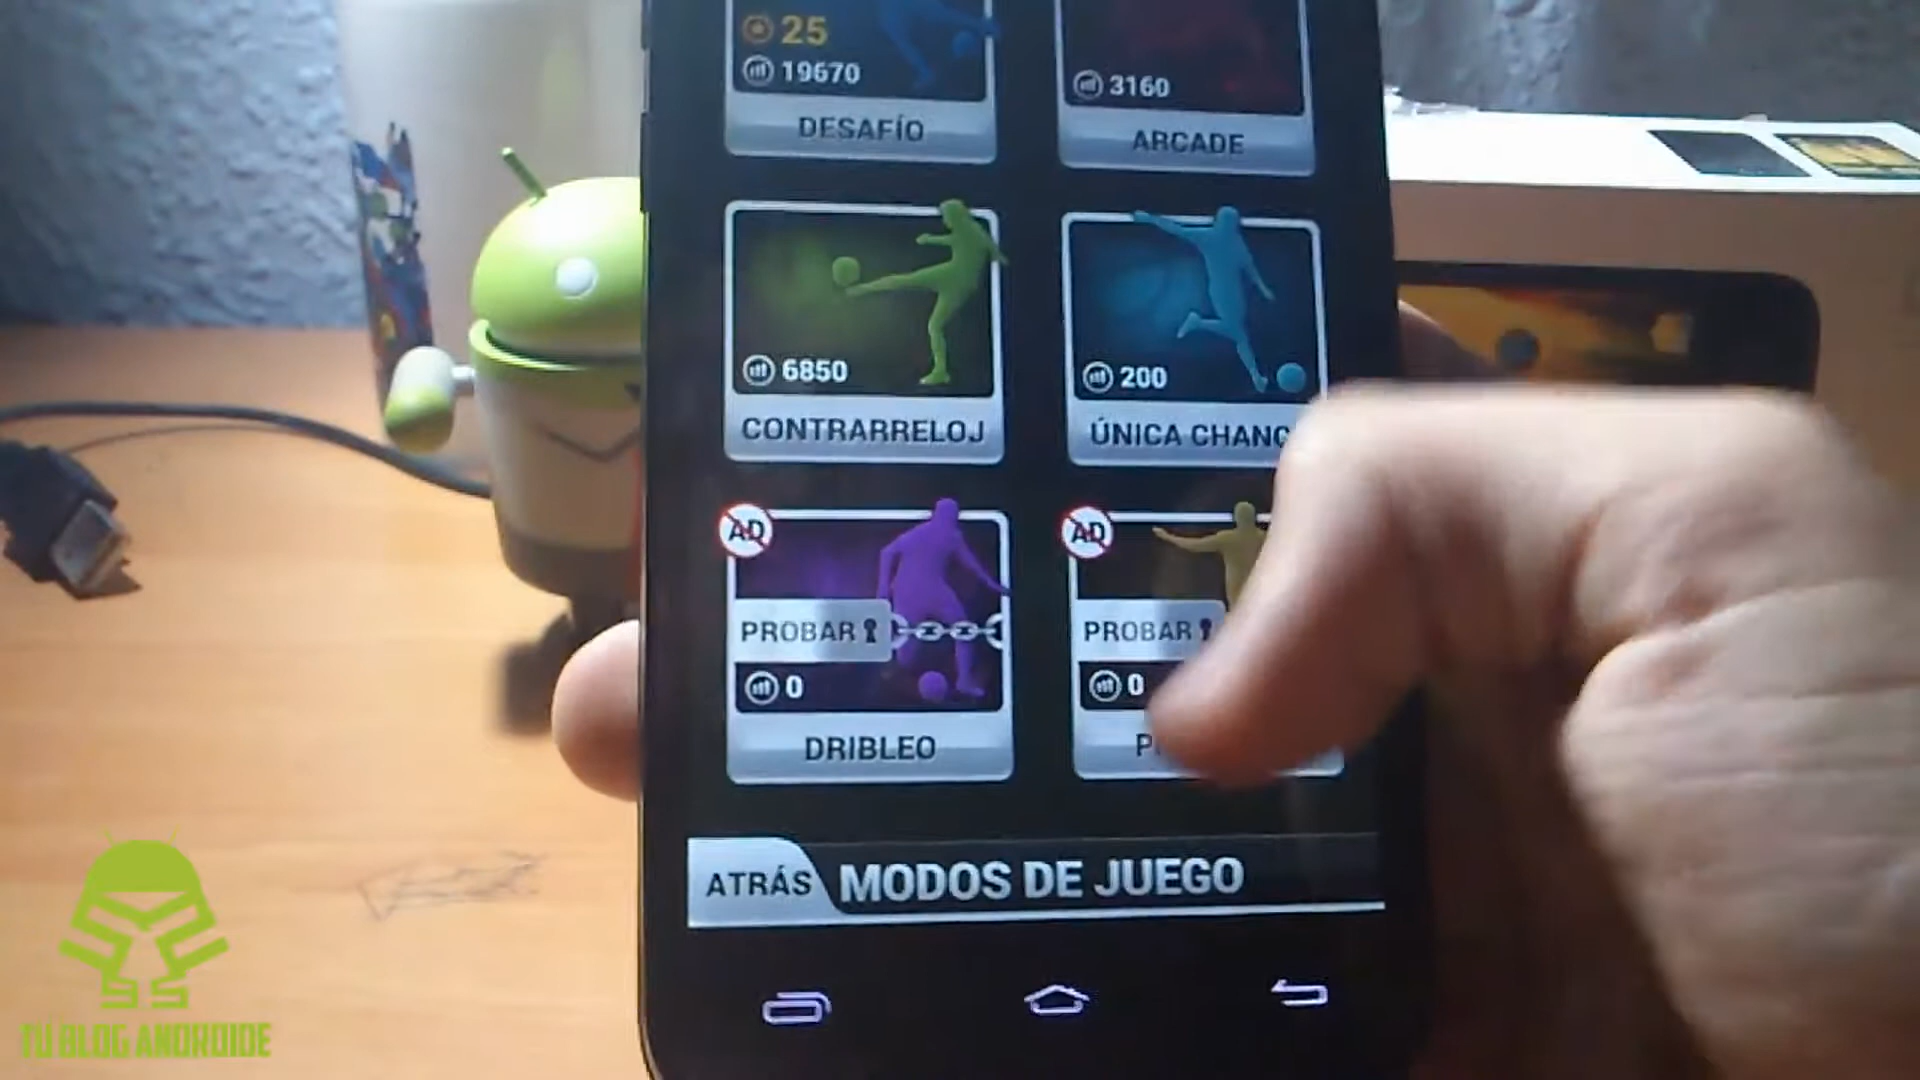 25
19670
DESAFÍO
3160
ARCADE
6850
CONTRARRELOJ
200
ÚNICA
AD
PROBAR
0
DRIBLEO
AD
PROBAR
0
ATRÁS
MODOS DE JUEGO
TU BLOG ANDROIDE